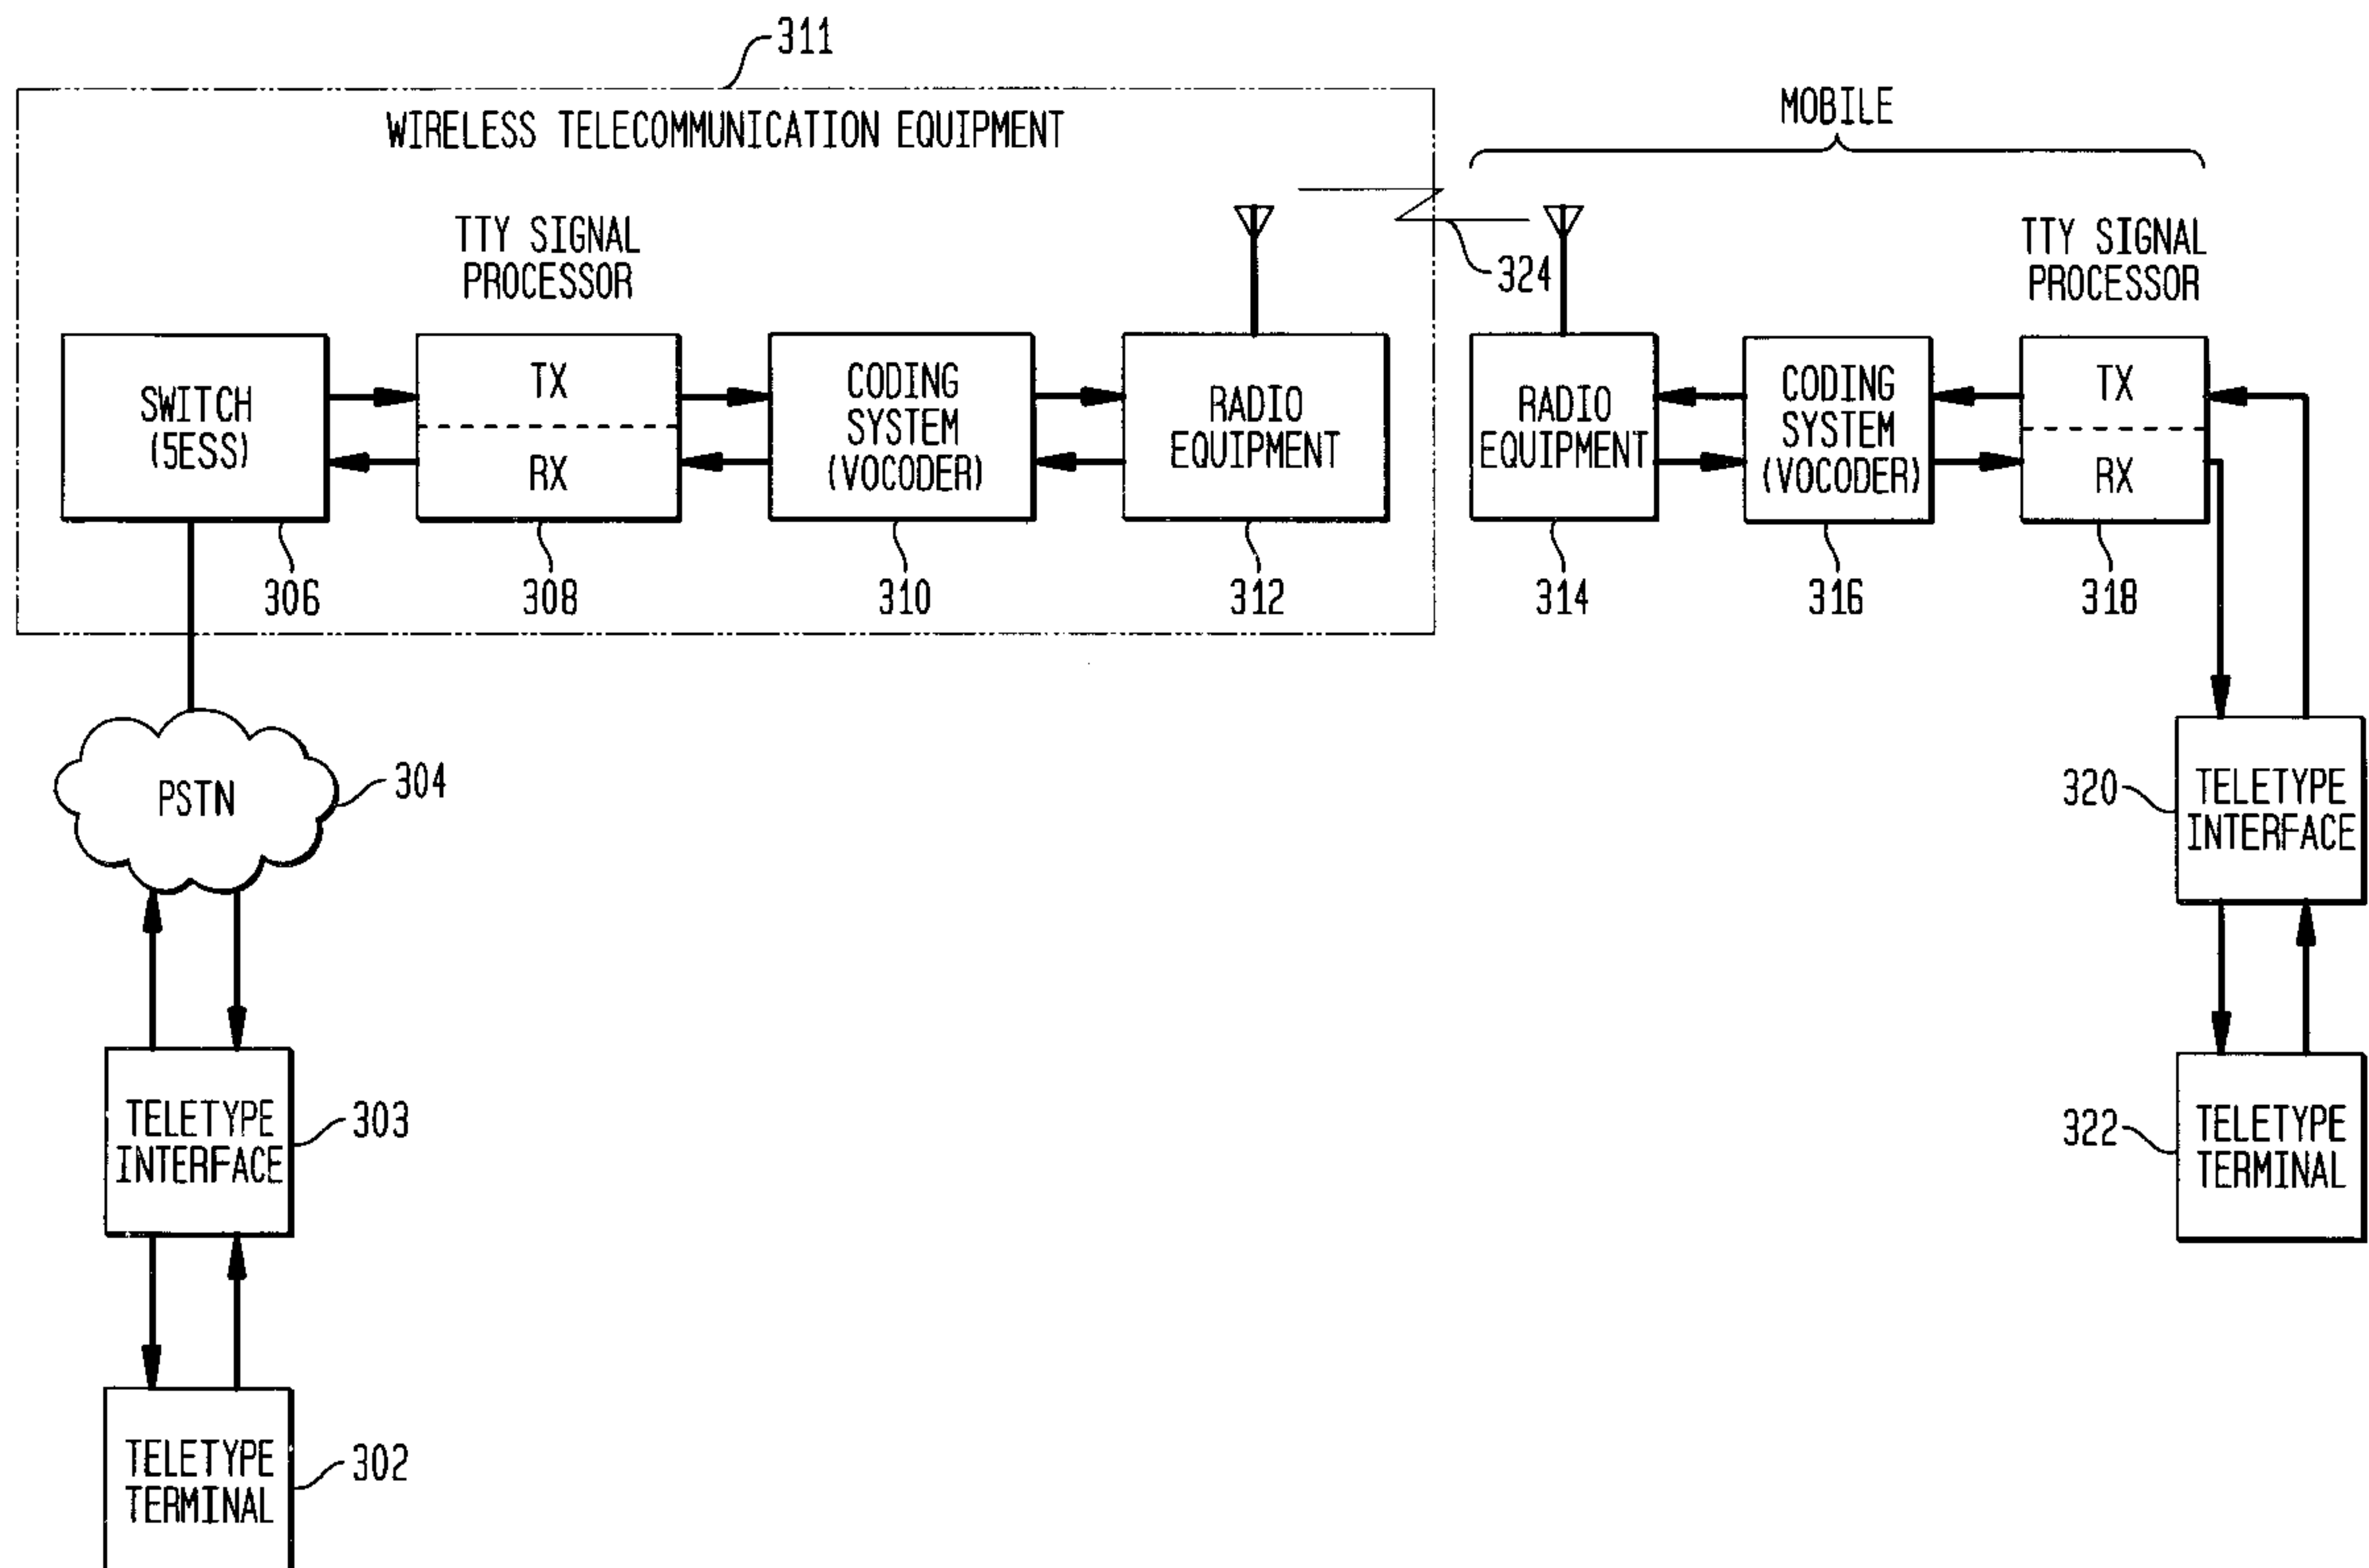 311
WIRELESS TELECOMMUNICATION EQUIPMENT
MOBILE
TTY SIGNAL
PROCESSOR
324
TTY SIGNAL
PROCESSOR
SWITCH
(5ESS)
TX
RX
CODING
SYSTEM
(VOCODER)
RADIO
EQUIPMENT
RADIO
EQUIPMENT
CODING
SYSTEM
(VOCODER)
TX
RX
306
308
310
312
314
316
318
PSTN
304
320
TELETYPE
INTERFACE
TELETYPE
INTERFACE
303
322
TELETYPE
TERMINAL
TELETYPE
TERMINAL
302